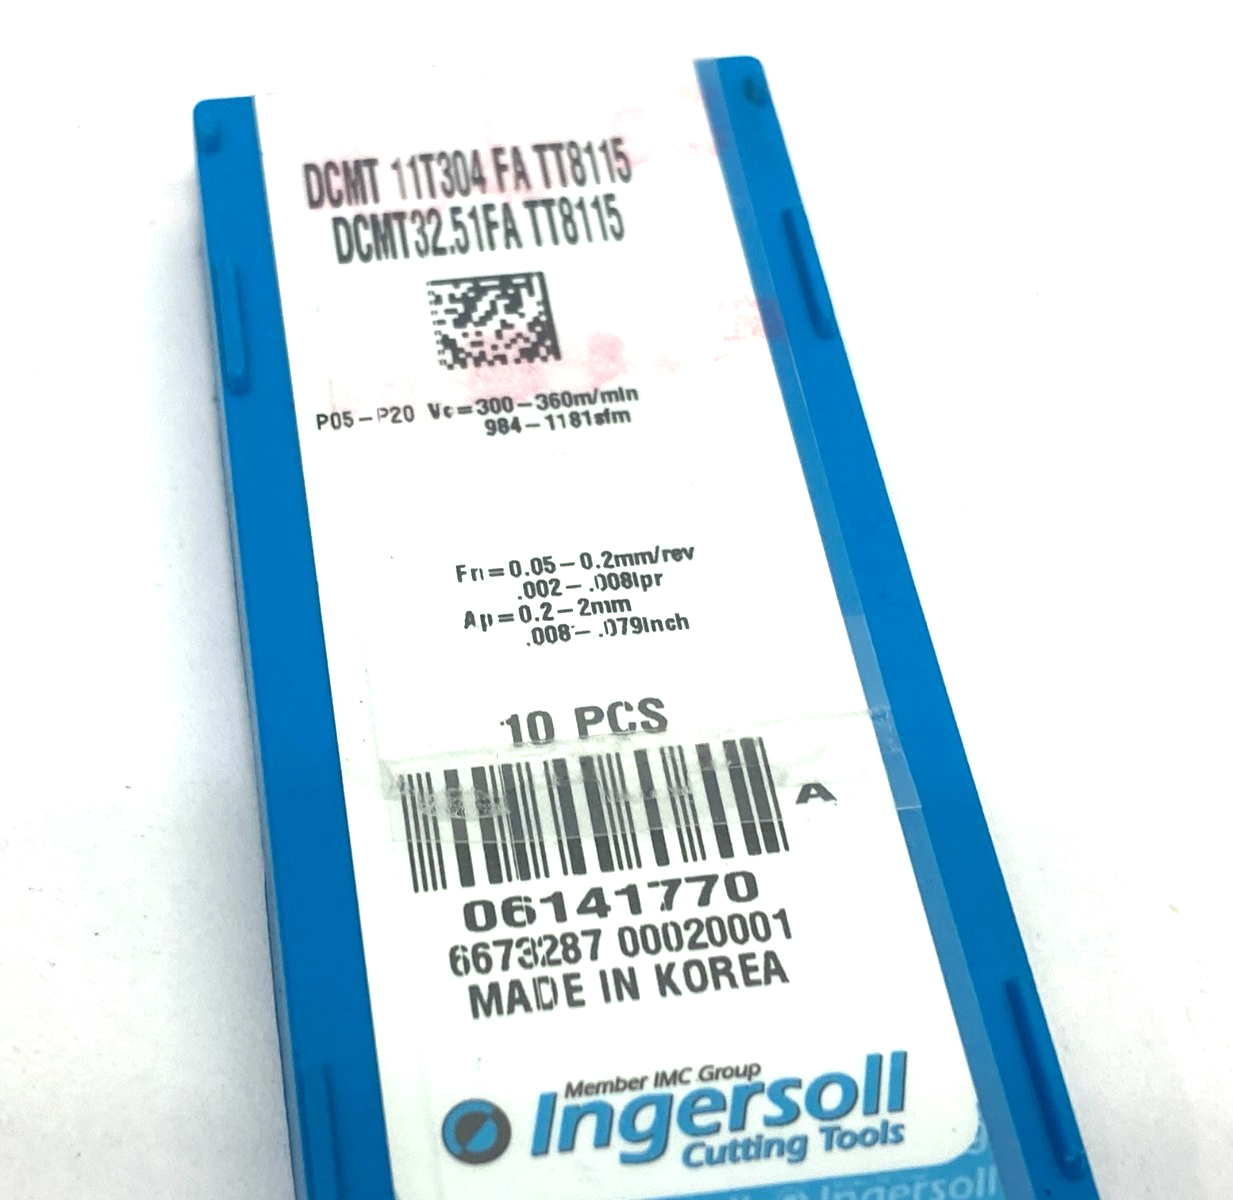 DCMT 11T304 FA TT8115
DCMT32.51FA TT8115
P05-P20 Vc=300-360m/min
984-1181sfm
Fn=0.05-0.2mm/rev
.002-.008ipr
Ap=0.2-2mm
.008-.079inch
10 PCS
A
06141770
6673287 00020001
MADE IN KOREA
Member IMC Group
Ingersoll
Cutting Tools
Ingersoll